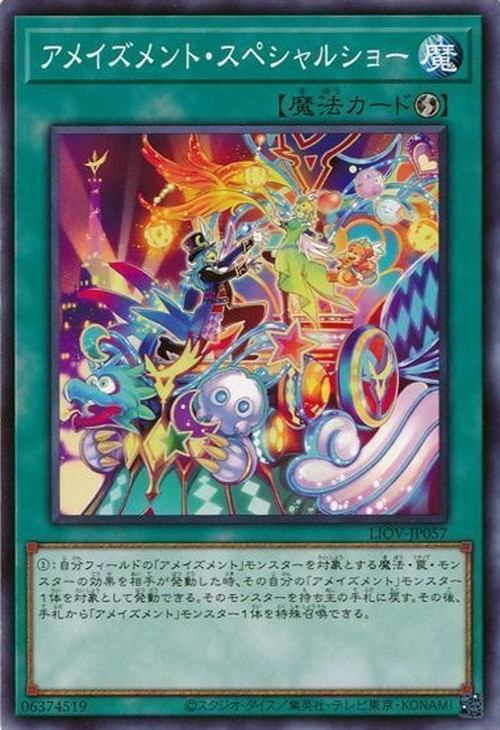 アメイズメント・スペシャルショー
魔
【魔法カード】
LIOV-JP057
①：自分フィールドの「アメイズメント」モンスターを対象とする魔法・罠・モ
ンスターの効果を相手が発動した時、その自分の「アメイズメント」モンスター
1体を対象として発動できる。そのモンスターを持ち主の手札に戻す。その後、
手札から「アメイズメント」モンスター1体を特殊召喚できる。
06374519
©スタジオ・ダイス／集英社・テレビ東京・KONAMI